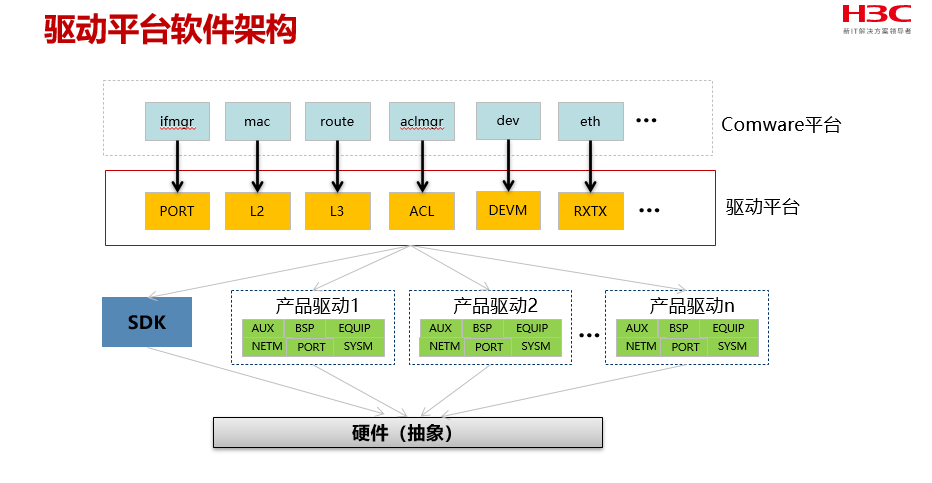 驱动平台软件架构
H3C
新IT解决方案领导者
ifmgr mac route aclmgr dev eth ···
Comware平台
PORT L2 L3 ACL DEVM RXTX ···
驱动平台
SDK
产品驱动1 产品驱动2 产品驱动n
AUX BSP EQUIP AUX BSP EQUIP ··· AUX BSP EQUIP
NETM PORT SYSM NETM PORT SYSM NETM PORT SYSM
硬件（抽象）